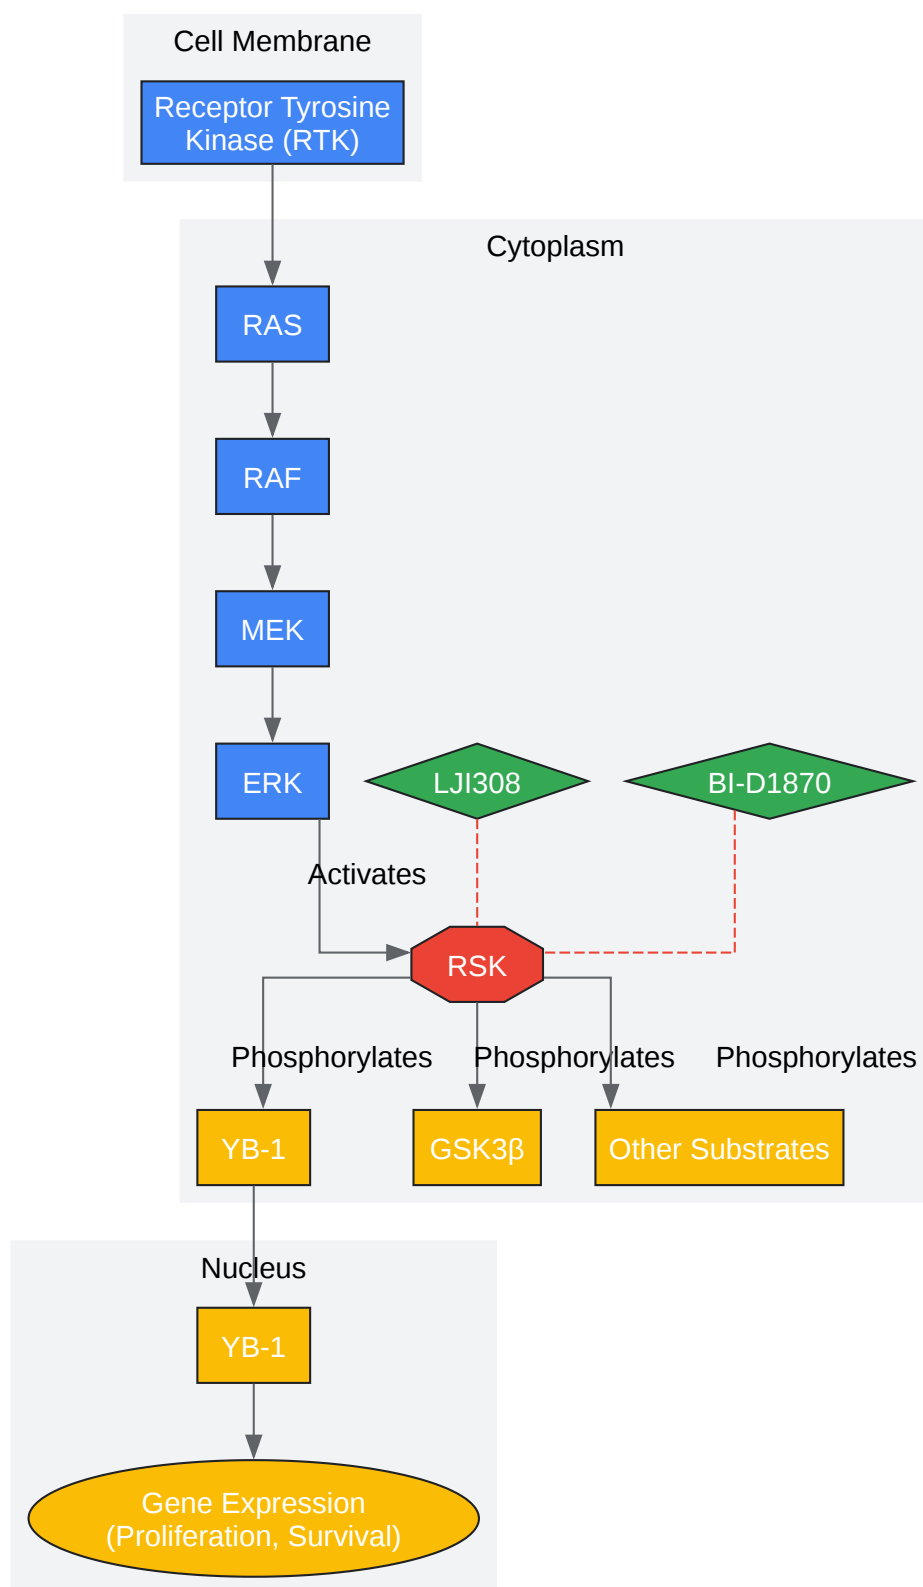 Cell Membrane
Receptor Tyrosine
Kinase (RTK)
Cytoplasm
RAS
RAF
MEK
ERK
LJI308
BI-D1870
Activates
RSK
Phosphorylates
Phosphorylates
Phosphorylates
YB-1
GSK3β
Other Substrates
Nucleus
YB-1
Gene Expression
(Proliferation, Survival)